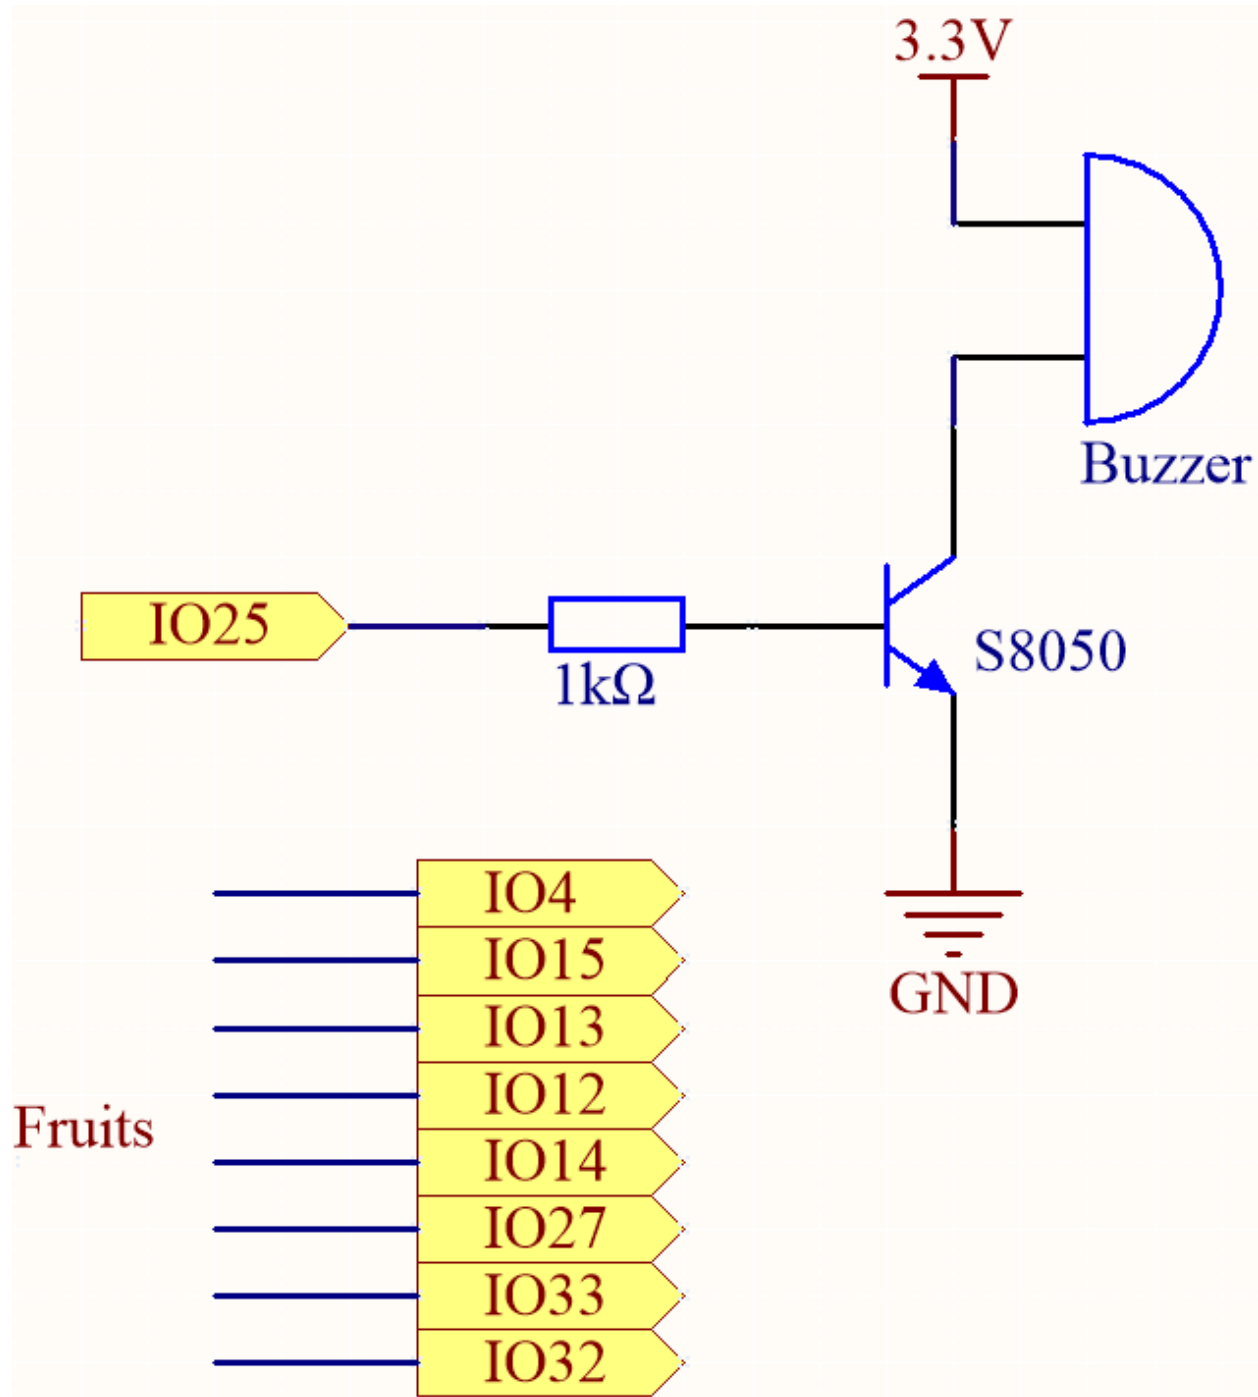 3.3V
Buzzer
IO25
1kΩ
S8050
GND
Fruits
IO4
IO15
IO13
IO12
IO14
IO27
IO33
IO32